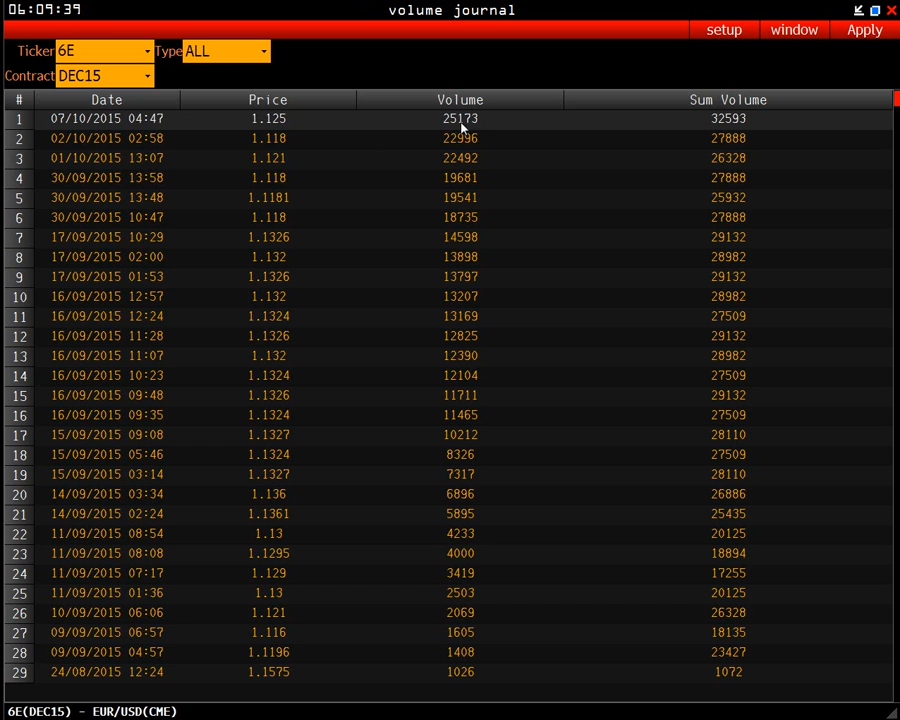 06:09:39 volume journal
setup window Apply
Ticker 6E Type ALL
Contract DEC15
# Date Price Volume Sum Volume
1 07/10/2015 04:47 1.125 25173 32593
2 02/10/2015 02:58 1.118 22996 27888
3 01/10/2015 13:07 1.121 22492 26328
4 30/09/2015 13:58 1.118 19681 27888
5 30/09/2015 13:48 1.1181 19541 25932
6 30/09/2015 10:47 1.118 18735 27888
7 17/09/2015 10:29 1.1326 14598 29132
8 17/09/2015 02:00 1.132 13898 28982
9 17/09/2015 01:53 1.1326 13797 29132
10 16/09/2015 12:57 1.132 13207 28982
11 16/09/2015 12:24 1.1324 13169 27509
12 16/09/2015 11:28 1.1326 12825 29132
13 16/09/2015 11:07 1.132 12390 28982
14 16/09/2015 10:23 1.1324 12104 27509
15 16/09/2015 09:48 1.1326 11711 29132
16 16/09/2015 09:35 1.1324 11465 27509
17 15/09/2015 09:08 1.1327 10212 28110
18 15/09/2015 05:46 1.1324 8326 27509
19 15/09/2015 03:14 1.1327 7317 28110
20 14/09/2015 03:34 1.136 6896 26886
21 14/09/2015 02:24 1.1361 5895 25435
22 11/09/2015 08:54 1.13 4233 20125
23 11/09/2015 08:08 1.1295 4000 18894
24 11/09/2015 07:17 1.129 3419 17255
25 11/09/2015 01:36 1.13 2503 20125
26 10/09/2015 06:06 1.121 2069 26328
27 09/09/2015 06:57 1.116 1605 18135
28 09/09/2015 04:57 1.1196 1408 23427
29 24/08/2015 12:24 1.1575 1026 1072
6E(DEC15) - EUR/USD(CME)